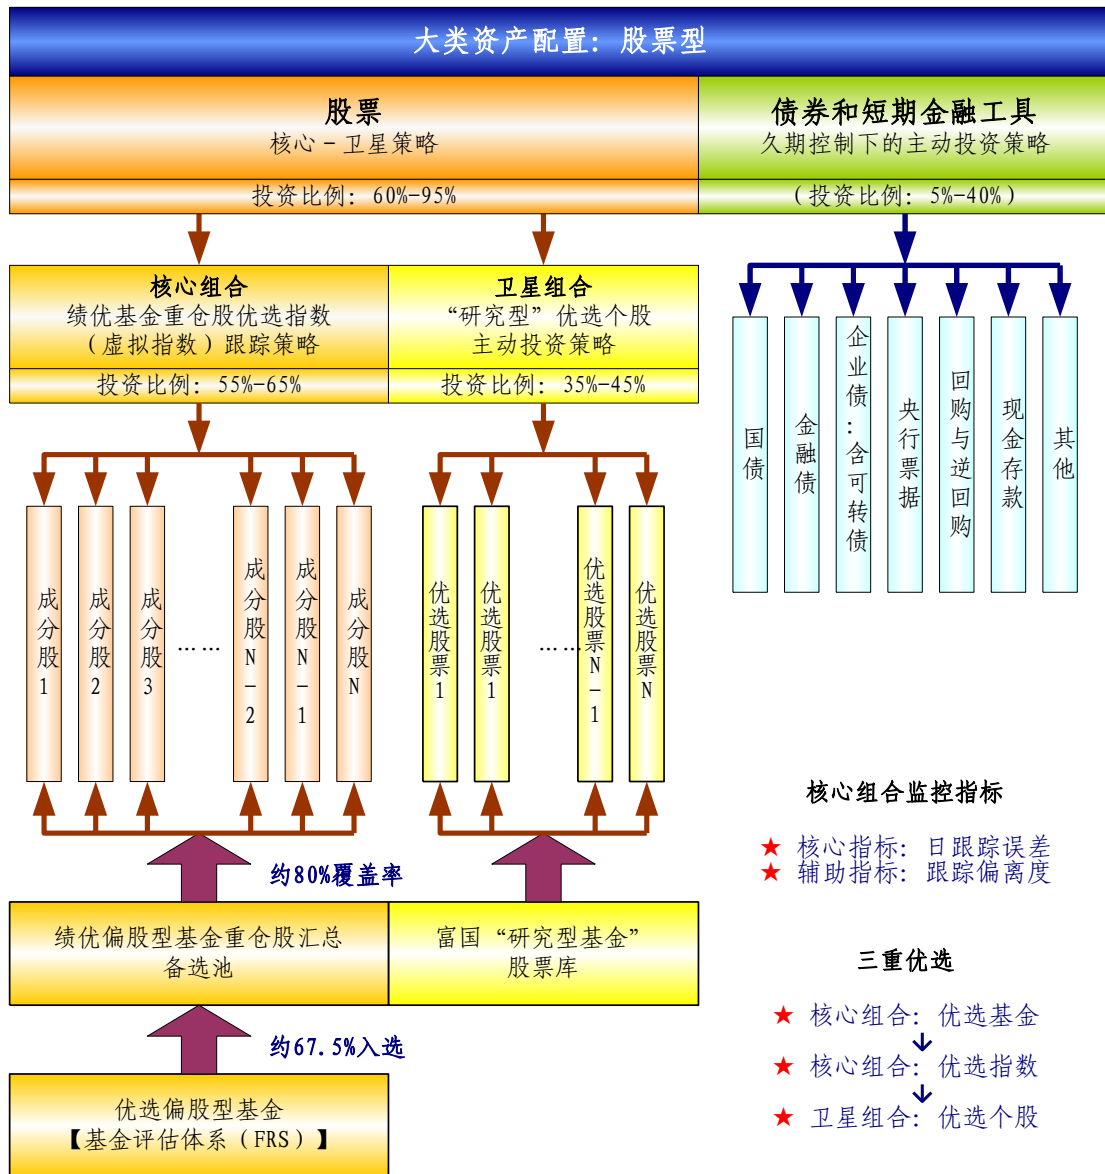 大类资产配置：股票型
股票
核心－卫星策略
投资比例：60%-95%
债券和短期金融工具
久期控制下的主动投资策略
（投资比例：5%-40%）
核心组合
绩优基金重仓股优选指数
（虚拟指数）跟踪策略
投资比例：55%-65%
卫星组合
“研究型”优选个股
主动投资策略
投资比例：35%-45%
国债
金融债
企业债：含可转债
央行票据
回购与逆回购
现金存款
其他
成分股1
成分股2
成分股3
……
成分股N-2
成分股N-1
成分股N
优选股票1
优选股票1
……
优选股票N-1
优选股票N
约80%覆盖率
绩优偏股型基金重仓股汇总
备选池
富国“研究型基金”
股票库
约67.5%入选
优选偏股型基金
【基金评估体系（FRS）】
核心组合监控指标
★ 核心指标：日跟踪误差
★ 辅助指标：跟踪偏离度
三重优选
★ 核心组合：优选基金
★ 核心组合：优选指数
★ 卫星组合：优选个股